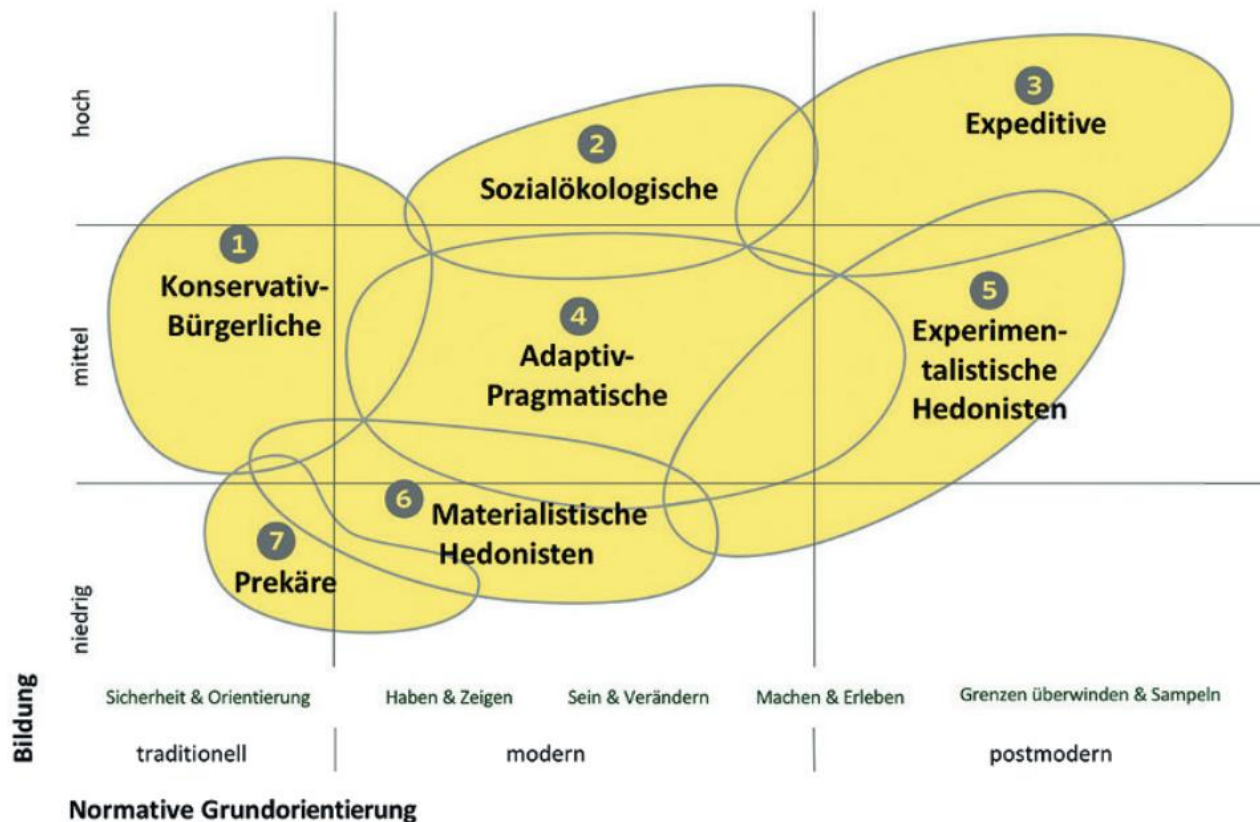 hoch
mittel
niedrig
Bildung
3
Expeditive
2
Sozialökologische
1
Konservativ-
Bürgerliche
4
Adaptiv-
Pragmatische
5
Experimen-
talistische
Hedonisten
6
Materialistische
Hedonisten
7
Prekäre
Sicherheit & Orientierung
Haben & Zeigen
Sein & Verändern
Machen & Erleben
Grenzen überwinden & Sampeln
traditionell
modern
postmodern
Normative Grundorientierung